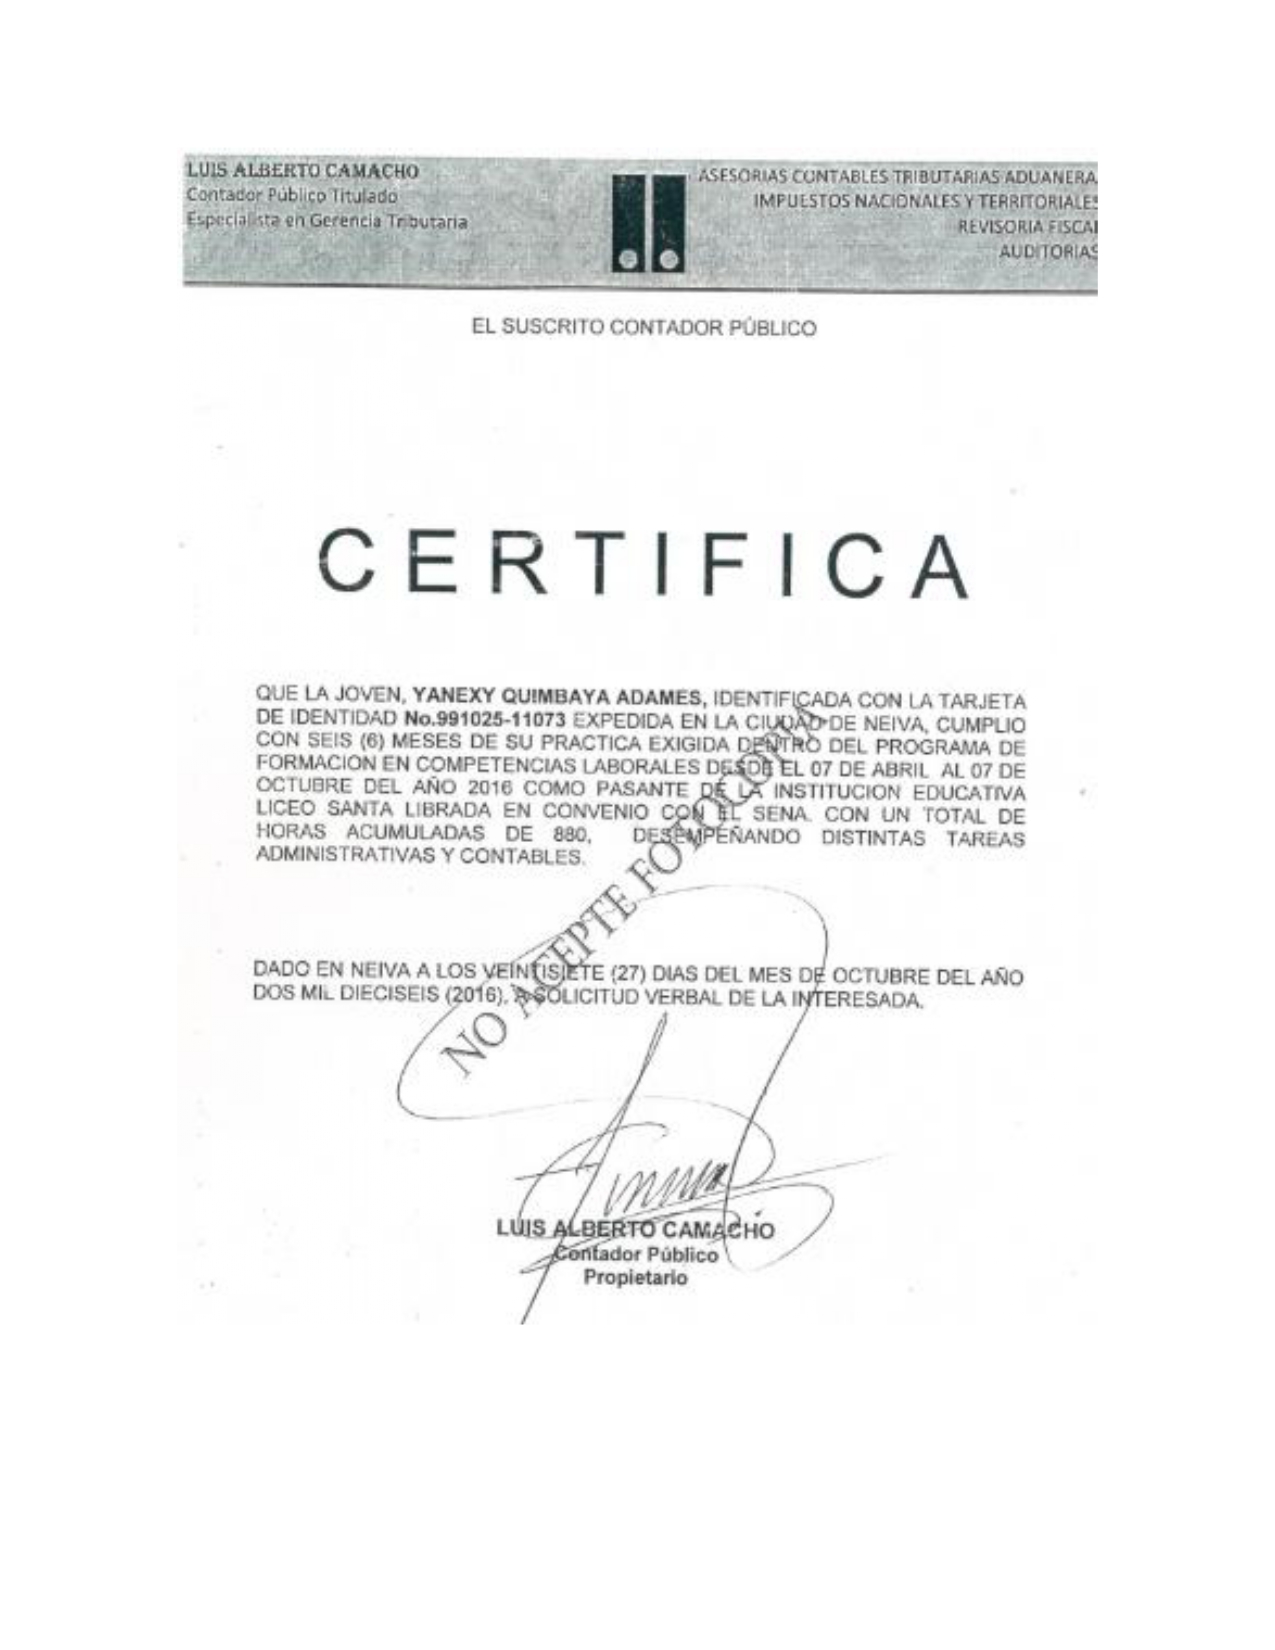 LUIS ALBERTO CAMACHO
Contador Público Titulado
Especialista en Gerencia Tributaria
ASESORIAS CONTABLES TRIBUTARIAS ADUANERA
IMPUESTOS NACIONALES Y TERRITORIALES
REVISORIA FISCAL
AUDITORIAS
EL SUSCRITO CONTADOR PÚBLICO
CERTIFICA
QUE LA JOVEN, YANEXY QUIMBAYA ADAMES, IDENTIFICADA CON LA TARJETA
DE IDENTIDAD No.991025-11073 EXPEDIDA EN LA CIUDAD DE NEIVA, CUMPLIO
CON SEIS (6) MESES DE SU PRACTICA EXIGIDA DENTRO DEL PROGRAMA DE
FORMACION EN COMPETENCIAS LABORALES DESDE EL 07 DE ABRIL AL 07 DE
OCTUBRE DEL AÑO 2016 COMO PASANTE DE LA INSTITUCION EDUCATIVA
LICEO SANTA LIBRADA EN CONVENIO CON EL SENA. CON UN TOTAL DE
HORAS ACUMULADAS DE 880, DESEMPEÑANDO DISTINTAS TAREAS
ADMINISTRATIVAS Y CONTABLES.
NO ACEPTE FOTOCOPIA
DADO EN NEIVA A LOS VEINTISIETE (27) DIAS DEL MES DE OCTUBRE DEL AÑO
DOS MIL DIECISEIS (2016), A SOLICITUD VERBAL DE LA INTERESADA.
LUIS ALBERTO CAMACHO
Contador Público
Propietario